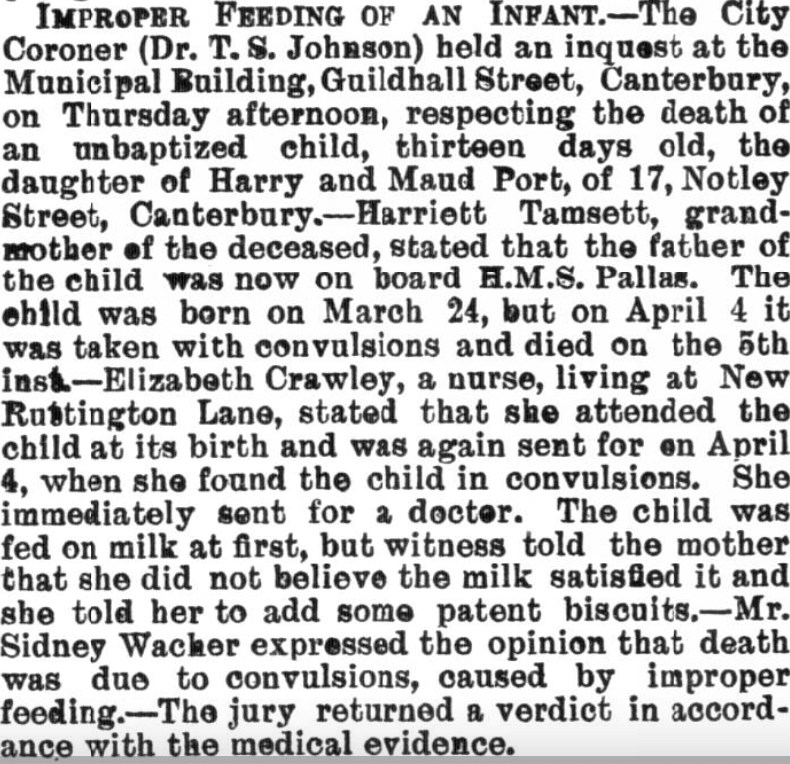 IMPROPER FEEDING OF AN INFANT.—The City
Coroner (Dr. T. S. Johnson) held an inquest at the
Municipal Building, Guildhall Street, Canterbury,
on Thursday afternoon, respecting the death of
an unbaptized child, thirteen days old, the
daughter of Harry and Maud Port, of 17, Notley
Street, Canterbury.—Harriett Tamsett, grand-
mother of the deceased, stated that the father of
the child was now on board H.M.S. Pallas. The
child was born on March 24, but on April 4 it
was taken with convulsions and died on the 5th
inst.—Elizabeth Crawley, a nurse, living at New
Ruttington Lane, stated that she attended the
child at its birth and was again sent for on April
4, when she found the child in convulsions. She
immediately sent for a doctor. The child was
fed on milk at first, but witness told the mother
that she did not believe the milk satisfied it and
she told her to add some patent biscuits.—Mr.
Sidney Wacher expressed the opinion that death
was due to convulsions, caused by improper
feeding.—The jury returned a verdict in accord-
ance with the medical evidence.